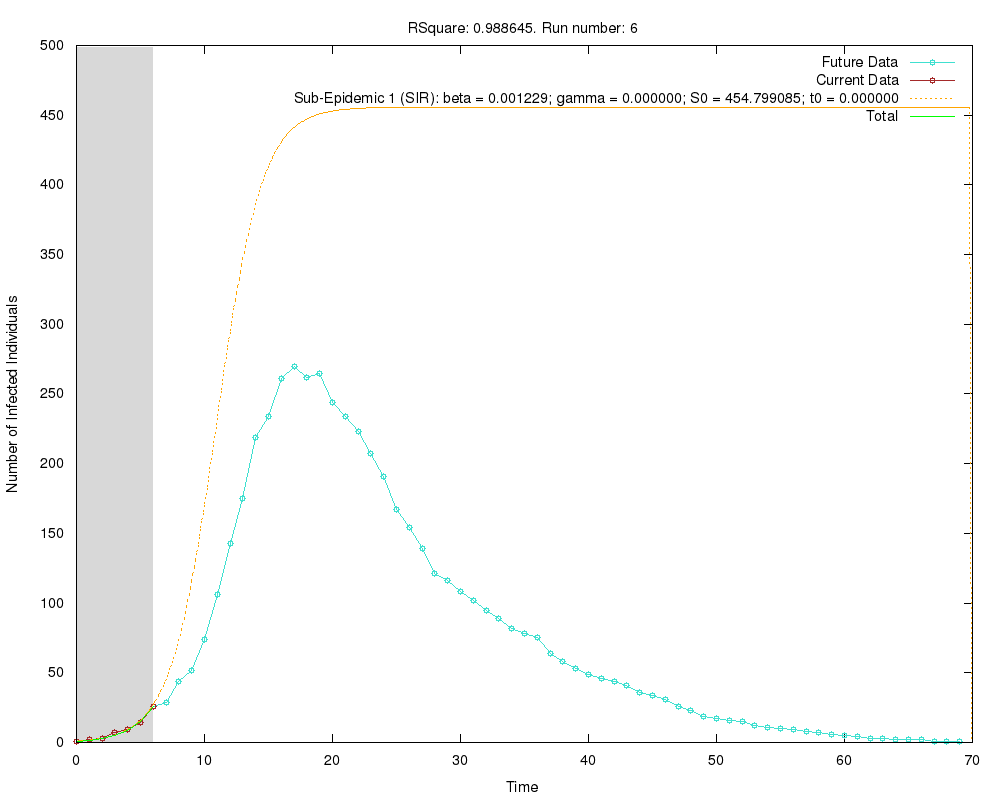 RSquare: 0.988645. Run number: 6
500
450
400
350
300
250
200
150
100
50
0
Number of Infected Individuals
Future Data
Current Data
Sub-Epidemic 1 (SIR): beta = 0.001229; gamma = 0.000000; S0 = 454.799085; t0 = 0.000000
Total
0 10 20 30 40 50 60 70
Time